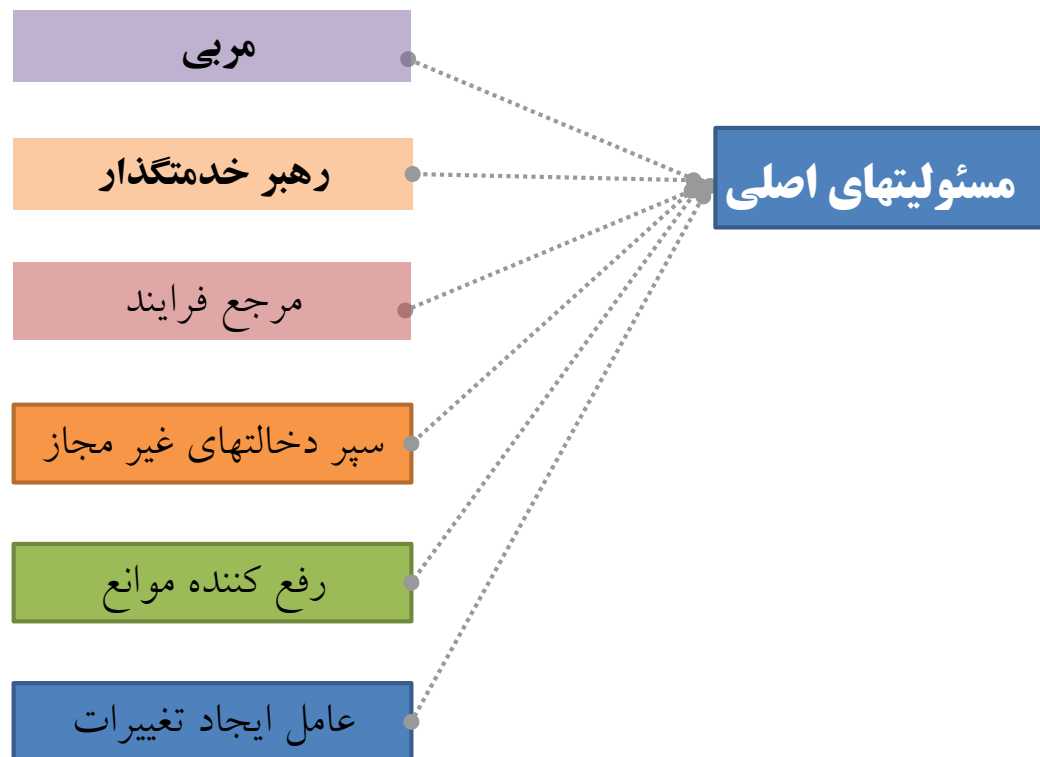 مسئولیتهای اصلی
مربی
رهبر خدمتگذار
مرجع فرایند
سپر دخالتهای غیر مجاز
رفع کننده موانع
عامل ایجاد تغییرات